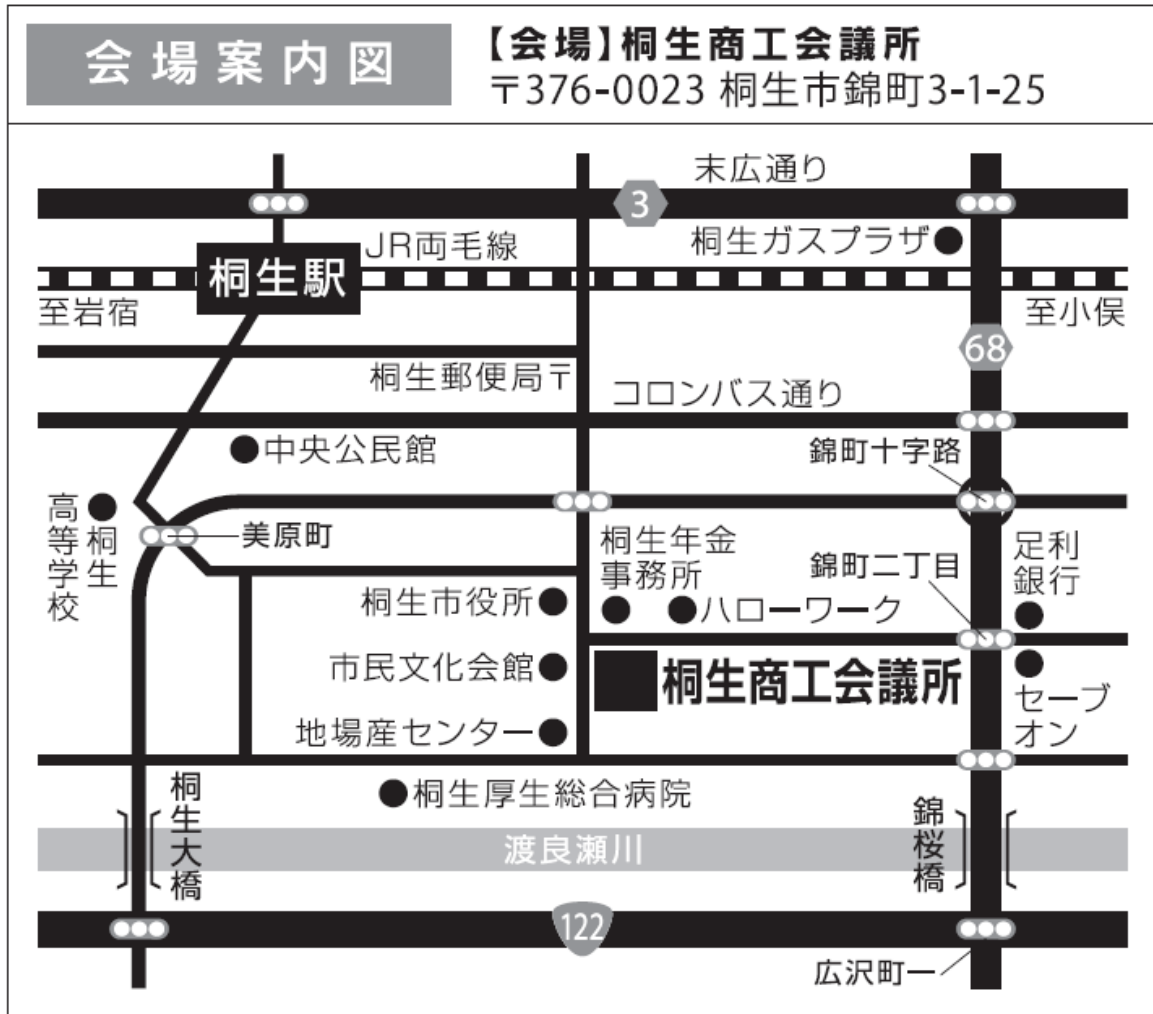 会場案内図
【会場】桐生商工会議所
〒376-0023 桐生市錦町3-1-25
末広通り
3
JR両毛線
桐生ガスプラザ
桐生駅
至岩宿
至小俣
68
桐生郵便局〒
コロンバス通り
中央公民館
錦町十字路
桐生
高等学校
美原町
桐生年金
事務所
錦町二丁目
足利
銀行
桐生市役所
ハローワーク
市民文化会館
桐生商工会議所
セーブ
オン
地場産センター
桐生厚生総合病院
桐生大橋
渡良瀬川
錦桜橋
122
広沢町一